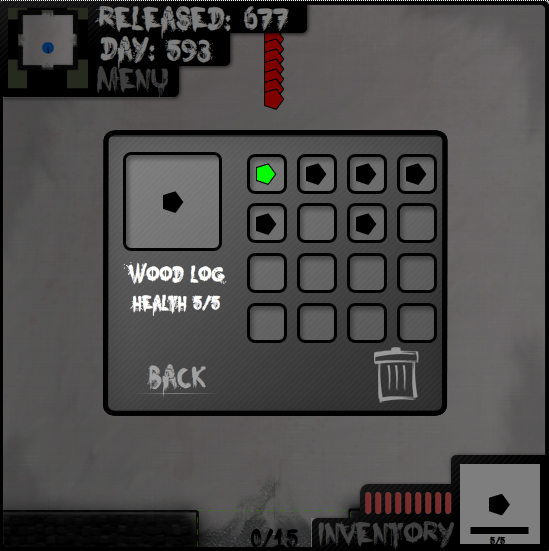 RELEASED: 677
DAY: 593
MENU
WOOD LOG
HEALTH 5/5
BACK
0/15
INVENTORY
5/5